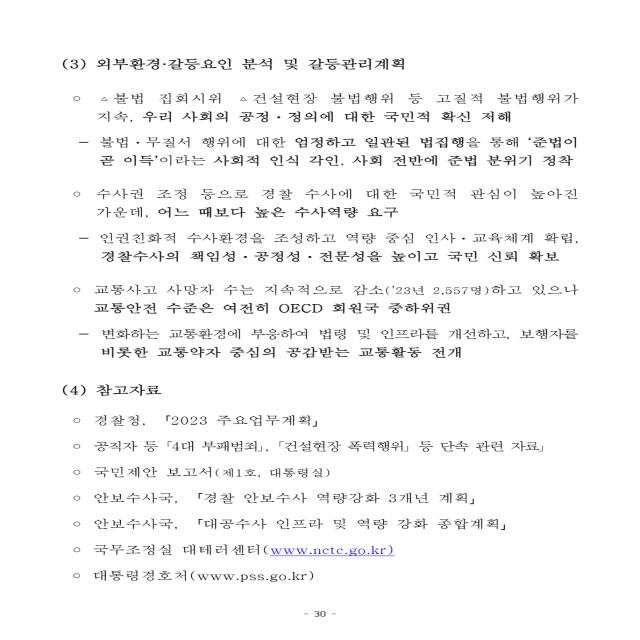 (3) 외부환경·갈등요인 분석 및 갈등관리계획
○ △불법 집회시위 △건설현장 불법행위 등 고질적 불법행위가
지속, 우리 사회의 공정·정의에 대한 국민적 확신 저해
- 불법·무질서 행위에 대한 엄정하고 일관된 법집행을 통해 '준법이
곧 이득'이라는 사회적 인식 각인, 사회 전반에 준법 분위기 정착
○ 수사권 조정 등으로 경찰 수사에 대한 국민적 관심이 높아진
가운데, 어느 때보다 높은 수사역량 요구
- 인권친화적 수사환경을 조성하고 역량 중심 인사·교육체계 확립,
경찰수사의 책임성·공정성·전문성을 높이고 국민 신뢰 확보
○ 교통사고 사망자 수는 지속적으로 감소('23년 2,557명)하고 있으나
교통안전 수준은 여전히 OECD 회원국 중하위권
- 변화하는 교통환경에 부응하여 법령 및 인프라를 개선하고, 보행자를
비롯한 교통약자 중심의 공감받는 교통활동 전개
(4) 참고자료
○ 경찰청, 「2023 주요업무계획」
○ 공직자 등「4대 부패범죄」,「건설현장 폭력행위」등 단속 관련 자료」
○ 국민제안 보고서(제1호, 대통령실)
○ 안보수사국, 「경찰 안보수사 역량강화 3개년 계획」
○ 안보수사국, 「대공수사 인프라 및 역량 강화 종합계획」
○ 국무조정실 대테러센터(www.nctc.go.kr)
○ 대통령경호처(www.pss.go.kr)
- 30 -